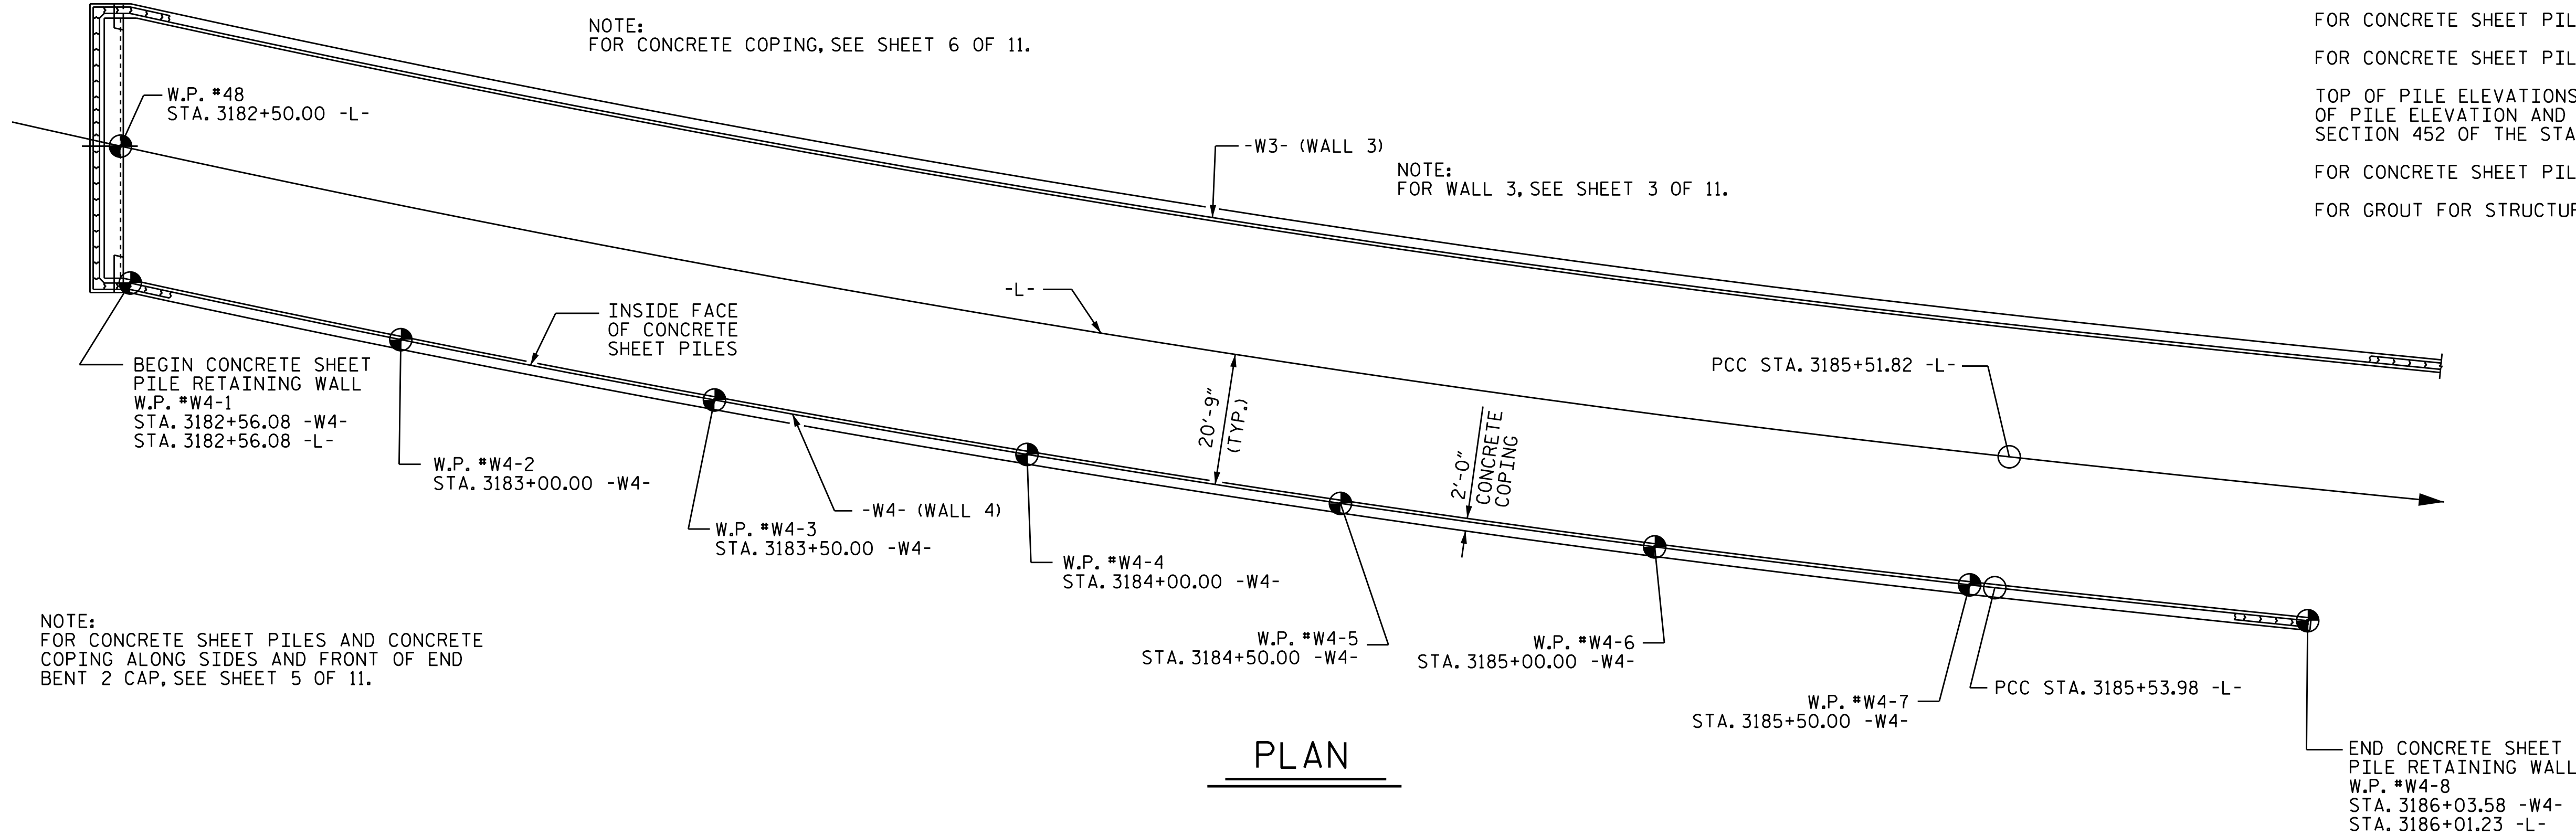 NOTE:
FOR CONCRETE COPING, SEE SHEET 6 OF 11.
FOR CONCRETE SHEET PIL
FOR CONCRETE SHEET PIL
TOP OF PILE ELEVATIONS
OF PILE ELEVATION AND
SECTION 452 OF THE STA
FOR CONCRETE SHEET PIL
FOR GROUT FOR STRUCTUR
W.P. #48
STA. 3182+50.00 -L-
-W3- (WALL 3)
NOTE:
FOR WALL 3, SEE SHEET 3 OF 11.
-L-
INSIDE FACE
OF CONCRETE
SHEET PILES
BEGIN CONCRETE SHEET
PILE RETAINING WALL
W.P. #W4-1
STA. 3182+56.08 -W4-
STA. 3182+56.08 -L-
20'-9"
(TYP.)
PCC STA. 3185+51.82 -L-
2'-0"
CONCRETE
COPING
W.P. #W4-2
STA. 3183+00.00 -W4-
-W4- (WALL 4)
W.P. #W4-3
STA. 3183+50.00 -W4-
W.P. #W4-4
STA. 3184+00.00 -W4-
W.P. #W4-5
STA. 3184+50.00 -W4-
W.P. #W4-6
STA. 3185+00.00 -W4-
W.P. #W4-7
STA. 3185+50.00 -W4-
PCC STA. 3185+53.98 -L-
NOTE:
FOR CONCRETE SHEET PILES AND CONCRETE
COPING ALONG SIDES AND FRONT OF END
BENT 2 CAP, SEE SHEET 5 OF 11.
END CONCRETE SHEET
PILE RETAINING WALL
W.P. #W4-8
STA. 3186+03.58 -W4-
STA. 3186+01.23 -L-
PLAN